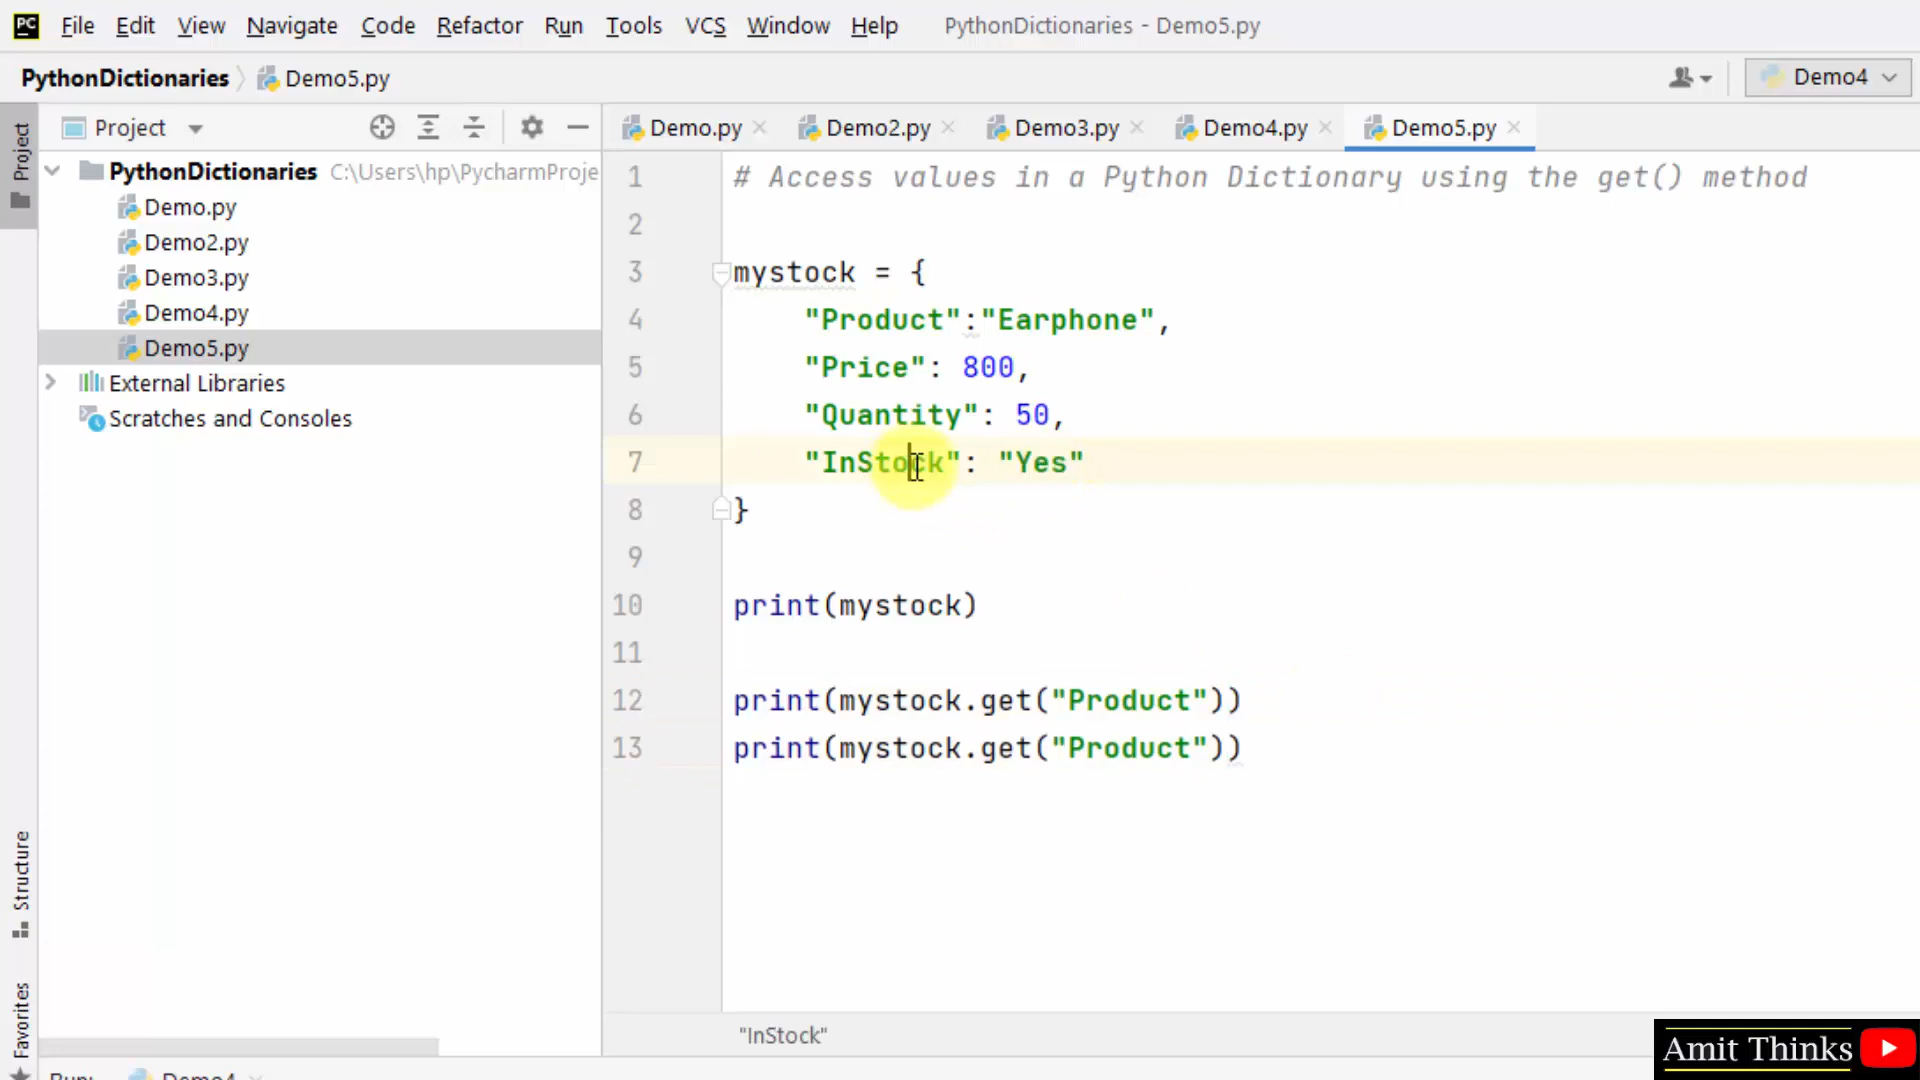 File Edit View Navigate Code Refactor Run Tools VCS Window Help PythonDictionaries - Demo5.py
PythonDictionaries Demo5.py Demo4
Project Project Demo.py Demo2.py Demo3.py Demo4.py Demo5.py
PythonDictionaries C:\Users\hp\PycharmProje
Demo.py
Demo2.py
Demo3.py
Demo4.py
Demo5.py
External Libraries
Scratches and Consoles
1 # Access values in a Python Dictionary using the get() method
2
3 mystock = {
4 "Product":"Earphone",
5 "Price": 800,
6 "Quantity": 50,
7 "InStock": "Yes"
8 }
9
10 print(mystock)
11
12 print(mystock.get("Product"))
13 print(mystock.get("Product"))
Structure
Favorites
"InStock"
Run: Demo4
Amit Thinks